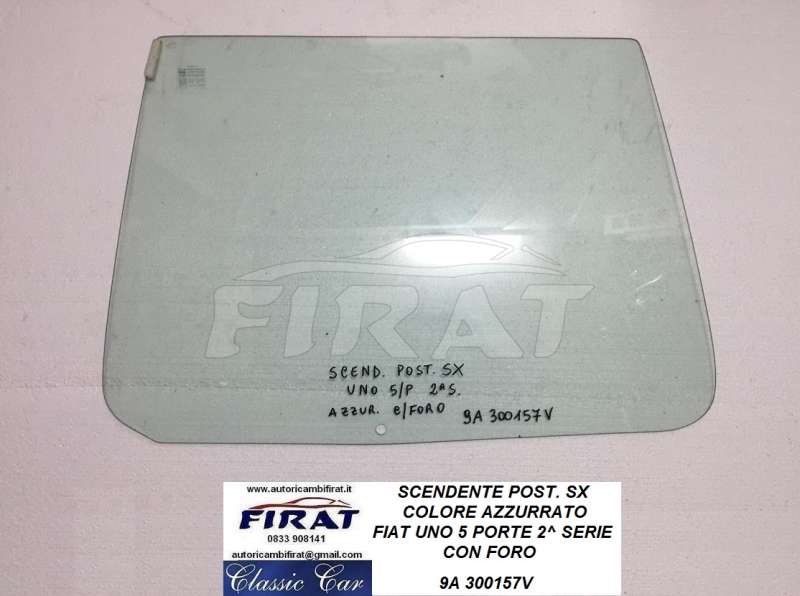 FIRAT
SCEND. POST. SX
UNO 5/P 2ªS.
AZZUR. C/FORO
9A 300157V
www.autoricambifirat.it
FIRAT
0833 908141
autoricambifirat@gmail.com
Classic Car
SCENDENTE POST. SX
COLORE AZZURRATO
FIAT UNO 5 PORTE 2^ SERIE
CON FORO
9A 300157V